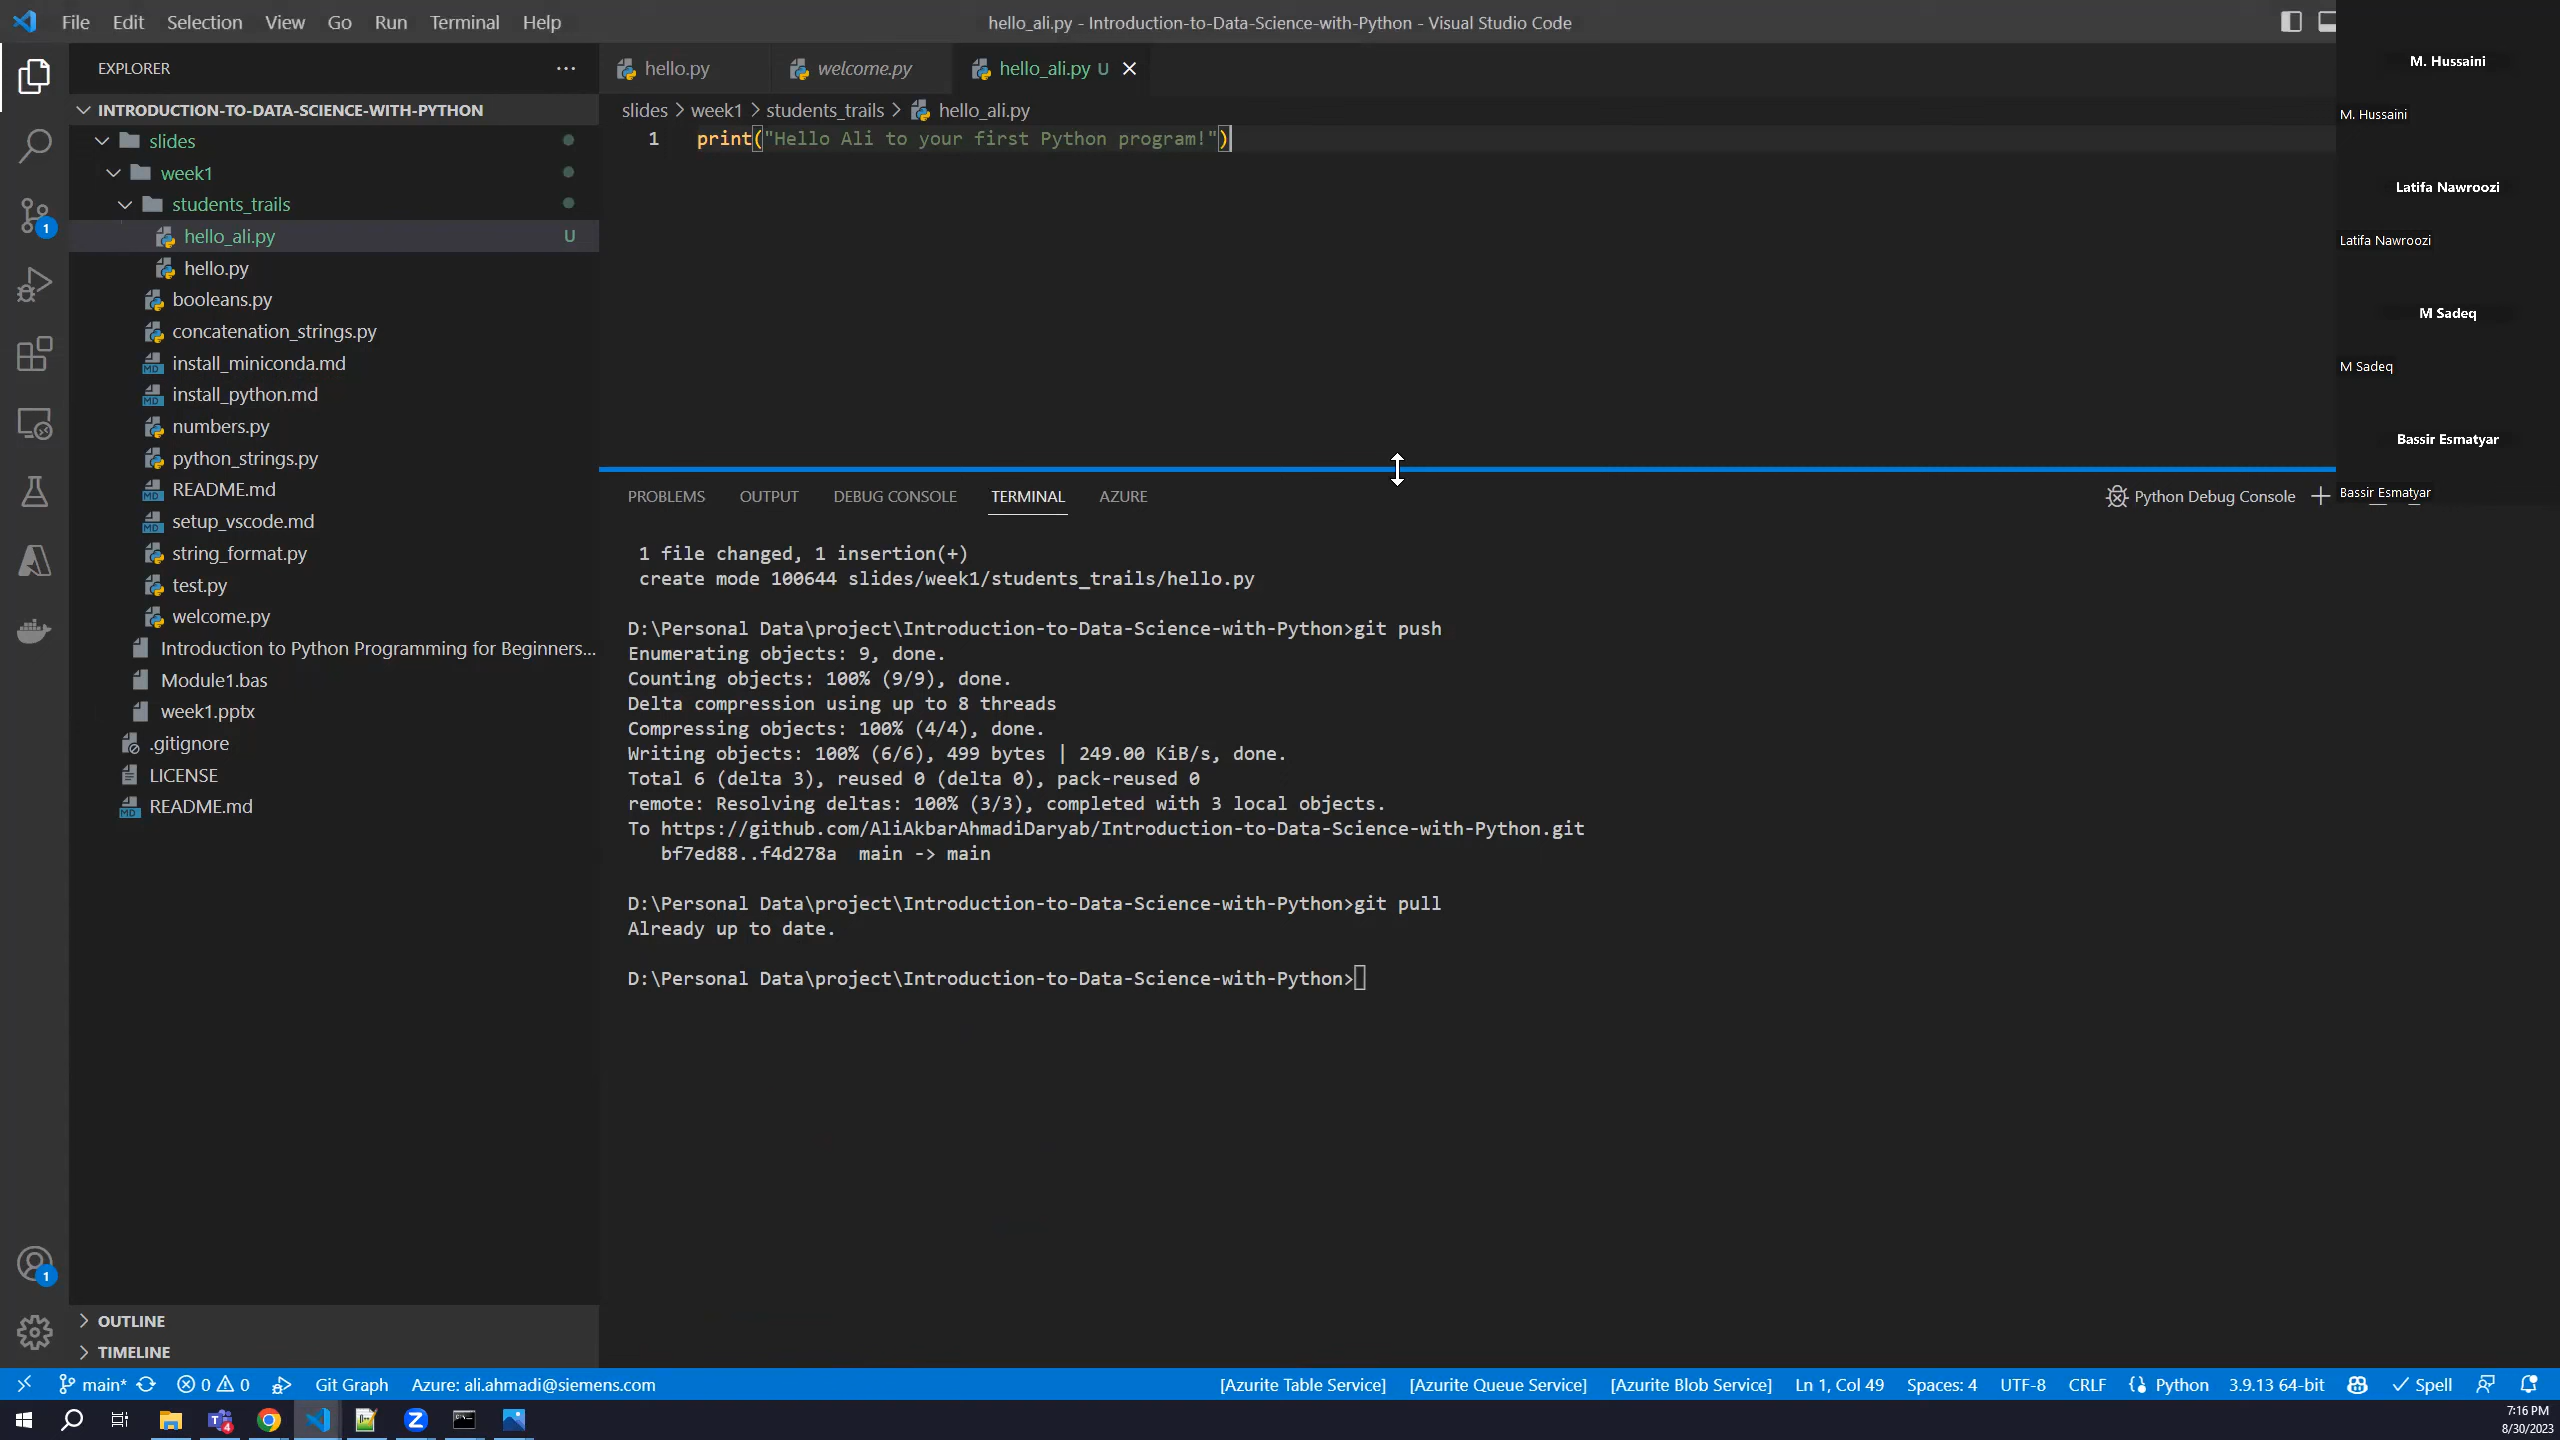 File Edit Selection View Go Run Terminal Help
hello_ali.py - Introduction-to-Data-Science-with-Python - Visual Studio Code
EXPLORER
INTRODUCTION-TO-DATA-SCIENCE-WITH-PYTHON
slides
week1
students_trails
hello_ali.py U
hello.py
booleans.py
concatenation_strings.py
install_miniconda.md
install_python.md
numbers.py
python_strings.py
README.md
setup_vscode.md
string_format.py
test.py
welcome.py
Introduction to Python Programming for Beginners...
Module1.bas
week1.pptx
.gitignore
LICENSE
README.md
OUTLINE
TIMELINE
hello.py welcome.py hello_ali.py U
slides > week1 > students_trails > hello_ali.py
1 print("Hello Ali to your first Python program!")
PROBLEMS OUTPUT DEBUG CONSOLE TERMINAL AZURE
Python Debug Console
1 file changed, 1 insertion(+)
create mode 100644 slides/week1/students_trails/hello.py
D:\Personal Data\project\Introduction-to-Data-Science-with-Python>git push
Enumerating objects: 9, done.
Counting objects: 100% (9/9), done.
Delta compression using up to 8 threads
Compressing objects: 100% (4/4), done.
Writing objects: 100% (6/6), 499 bytes | 249.00 KiB/s, done.
Total 6 (delta 3), reused 0 (delta 0), pack-reused 0
remote: Resolving deltas: 100% (3/3), completed with 3 local objects.
To https://github.com/AliAkbarAhmadiDaryab/Introduction-to-Data-Science-with-Python.git
bf7ed88..f4d278a main -> main
D:\Personal Data\project\Introduction-to-Data-Science-with-Python>git pull
Already up to date.
D:\Personal Data\project\Introduction-to-Data-Science-with-Python>
M. Hussaini
M. Hussaini
Latifa Nawroozi
Latifa Nawroozi
M Sadeq
M Sadeq
Bassir Esmatyar
Bassir Esmatyar
1
1
main* 0 0 Git Graph Azure: ali.ahmadi@siemens.com
[Azurite Table Service] [Azurite Queue Service] [Azurite Blob Service] Ln 1, Col 49 Spaces: 4 UTF-8 CRLF Python 3.9.13 64-bit Spell
4
7:16 PM
8/30/2023